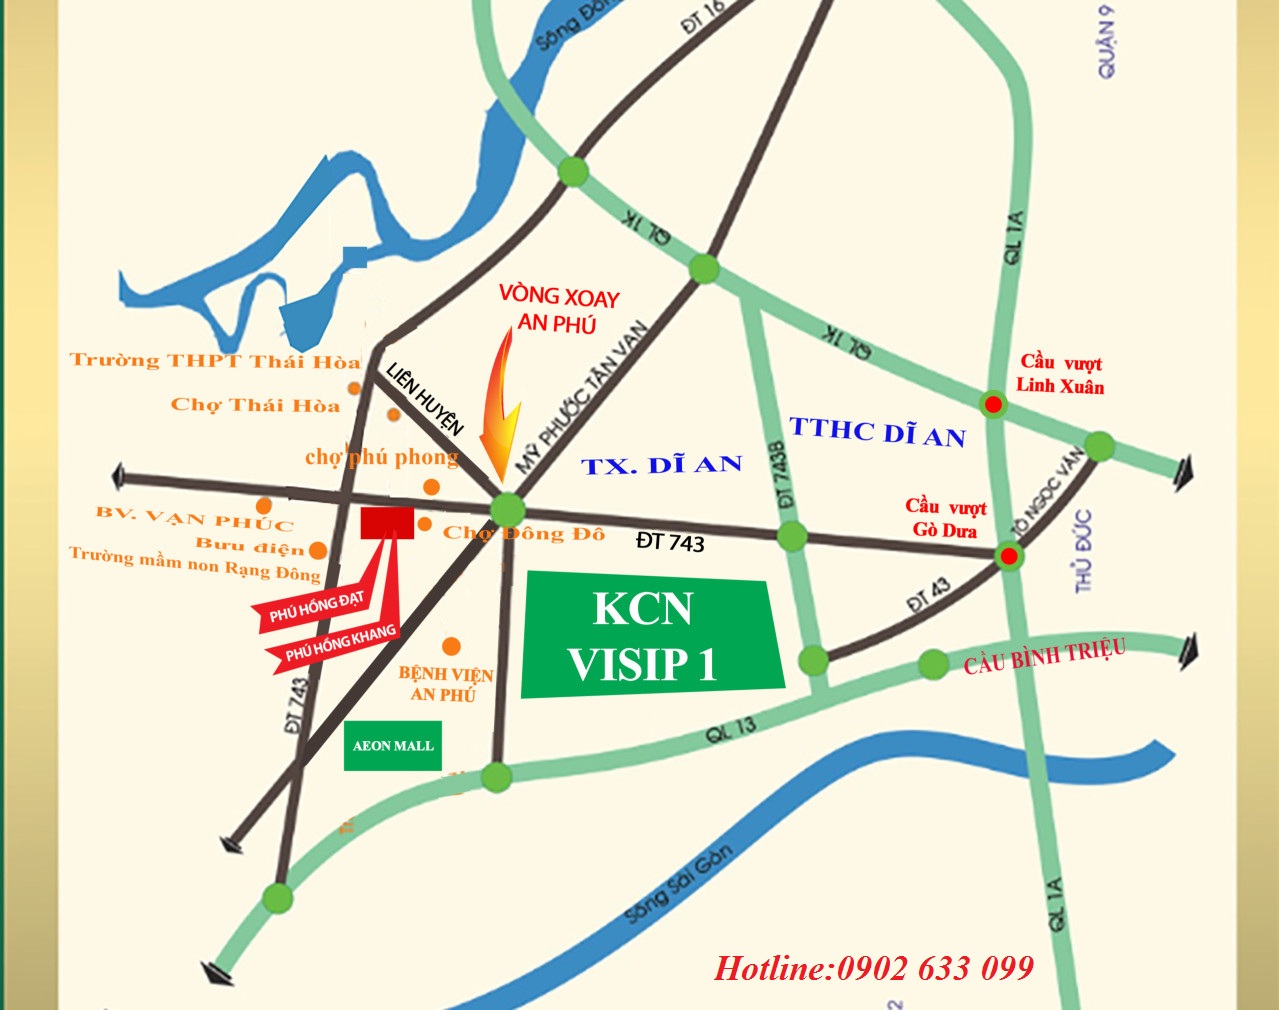 Sông Đồn
ĐT 16
QUẬN 9
QL 1K
QL 1A
VÒNG XOAY
AN PHÚ
MỸ PHƯỚC TÂN VẠN
QL 1K
Trường THPT Thái Hòa
LIÊN HUYỆN
Cầu vượt
Linh Xuân
Chợ Thái Hòa
TTHC DĨ AN
chợ phú phong
TX. DĨ AN
ĐT 743B
TÔ NGỌC VÂN
BV. VẠN PHÚC
Cầu vượt
Gò Dưa
Chợ Đông Đô
ĐT 743
Bưu điện
Trường mầm non Rạng Đông
THỦ ĐỨC
PHÚ HỒNG ĐẠT
KCN
VISIP 1
ĐT 43
PHÚ HỒNG KHANG
CẦU BÌNH TRIỆU
BỆNH VIỆN
AN PHÚ
ĐT 743
AEON MALL
QL 13
Sông Sài Gòn
QL 1A
Hotline:0902 633 099
2